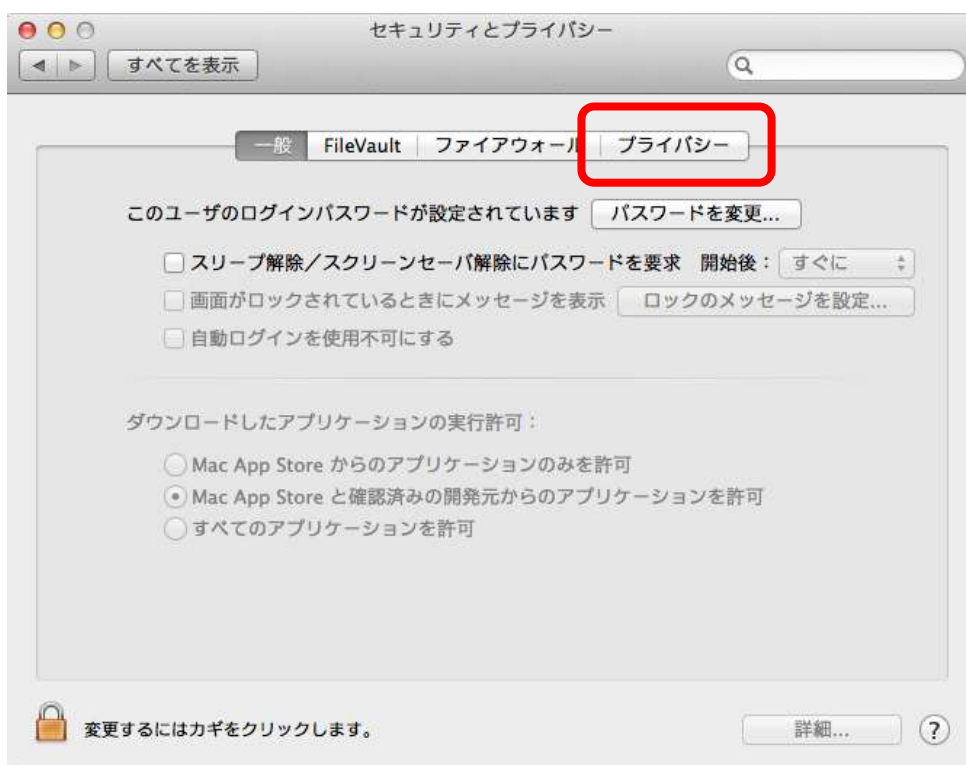 セキュリティとプライバシー
すべてを表示
一般 FileVault ファイアウォール プライバシー
このユーザのログインパスワードが設定されています パスワードを変更...
スリープ解除／スクリーンセーバ解除にパスワードを要求 開始後： すぐに
画面がロックされているときにメッセージを表示 ロックのメッセージを設定...
自動ログインを使用不可にする
ダウンロードしたアプリケーションの実行許可：
Mac App Store からのアプリケーションのみを許可
Mac App Store と確認済みの開発元からのアプリケーションを許可
すべてのアプリケーションを許可
変更するにはカギをクリックします。 詳細... ?